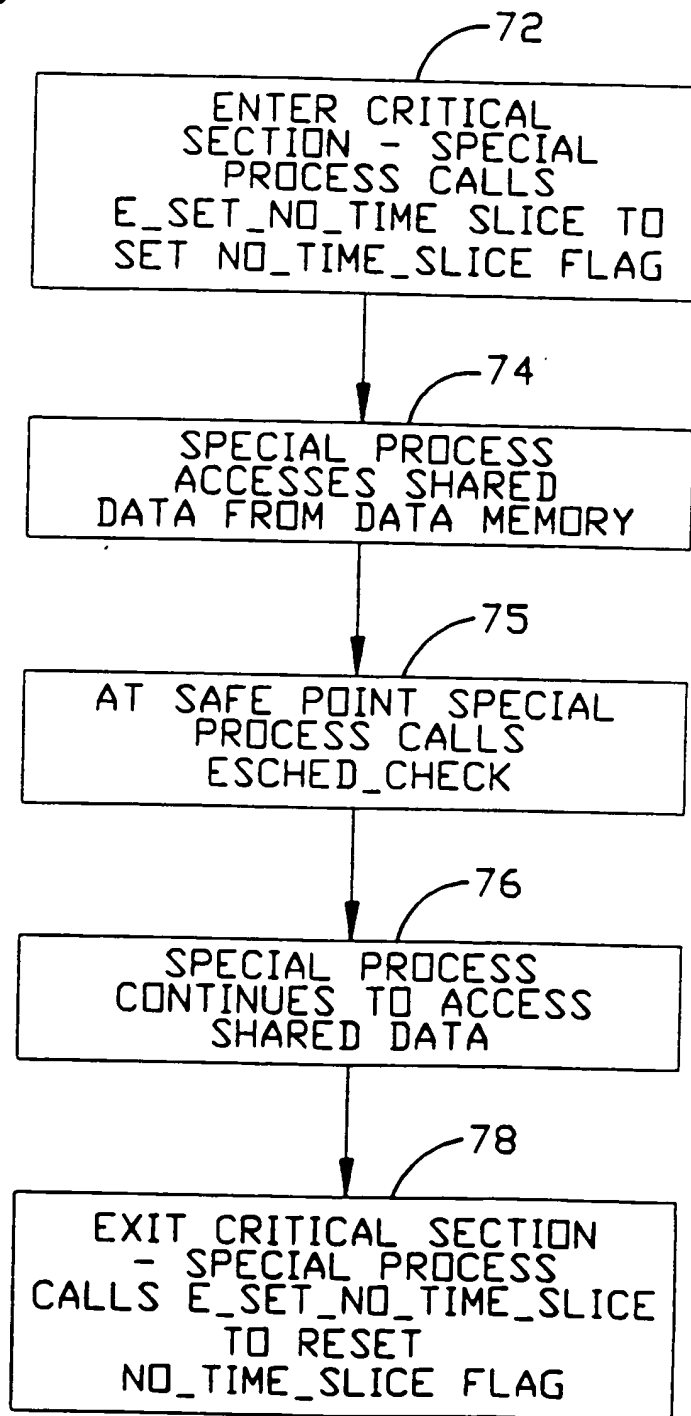 72
ENTER CRITICAL
SECTION - SPECIAL
PROCESS CALLS
E_SET_NO_TIME SLICE TO
SET NO_TIME_SLICE FLAG
74
SPECIAL PROCESS
ACCESSES SHARED
DATA FROM DATA MEMORY
75
AT SAFE POINT SPECIAL
PROCESS CALLS
ESCHED_CHECK
76
SPECIAL PROCESS
CONTINUES TO ACCESS
SHARED DATA
78
EXIT CRITICAL SECTION
- SPECIAL PROCESS
CALLS E_SET_NO_TIME_SLICE
TO RESET
NO_TIME_SLICE FLAG